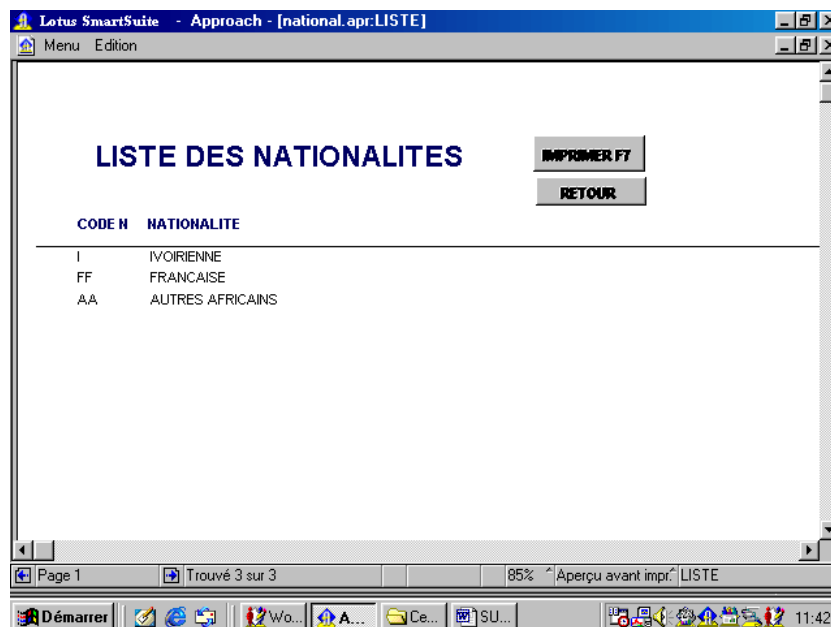 Lotus SmartSuite - Approach - [national.apr:LISTE]
Menu Edition
LISTE DES NATIONALITES
IMPRIMER F7
RETOUR
CODE N NATIONALITE
I IVOIRIENNE
FF FRANCAISE
AA AUTRES AFRICAINS
Page 1 Trouvé 3 sur 3 85% Aperçu avant impr. LISTE
Démarrer Wo... A... Ce... SU... 11:42